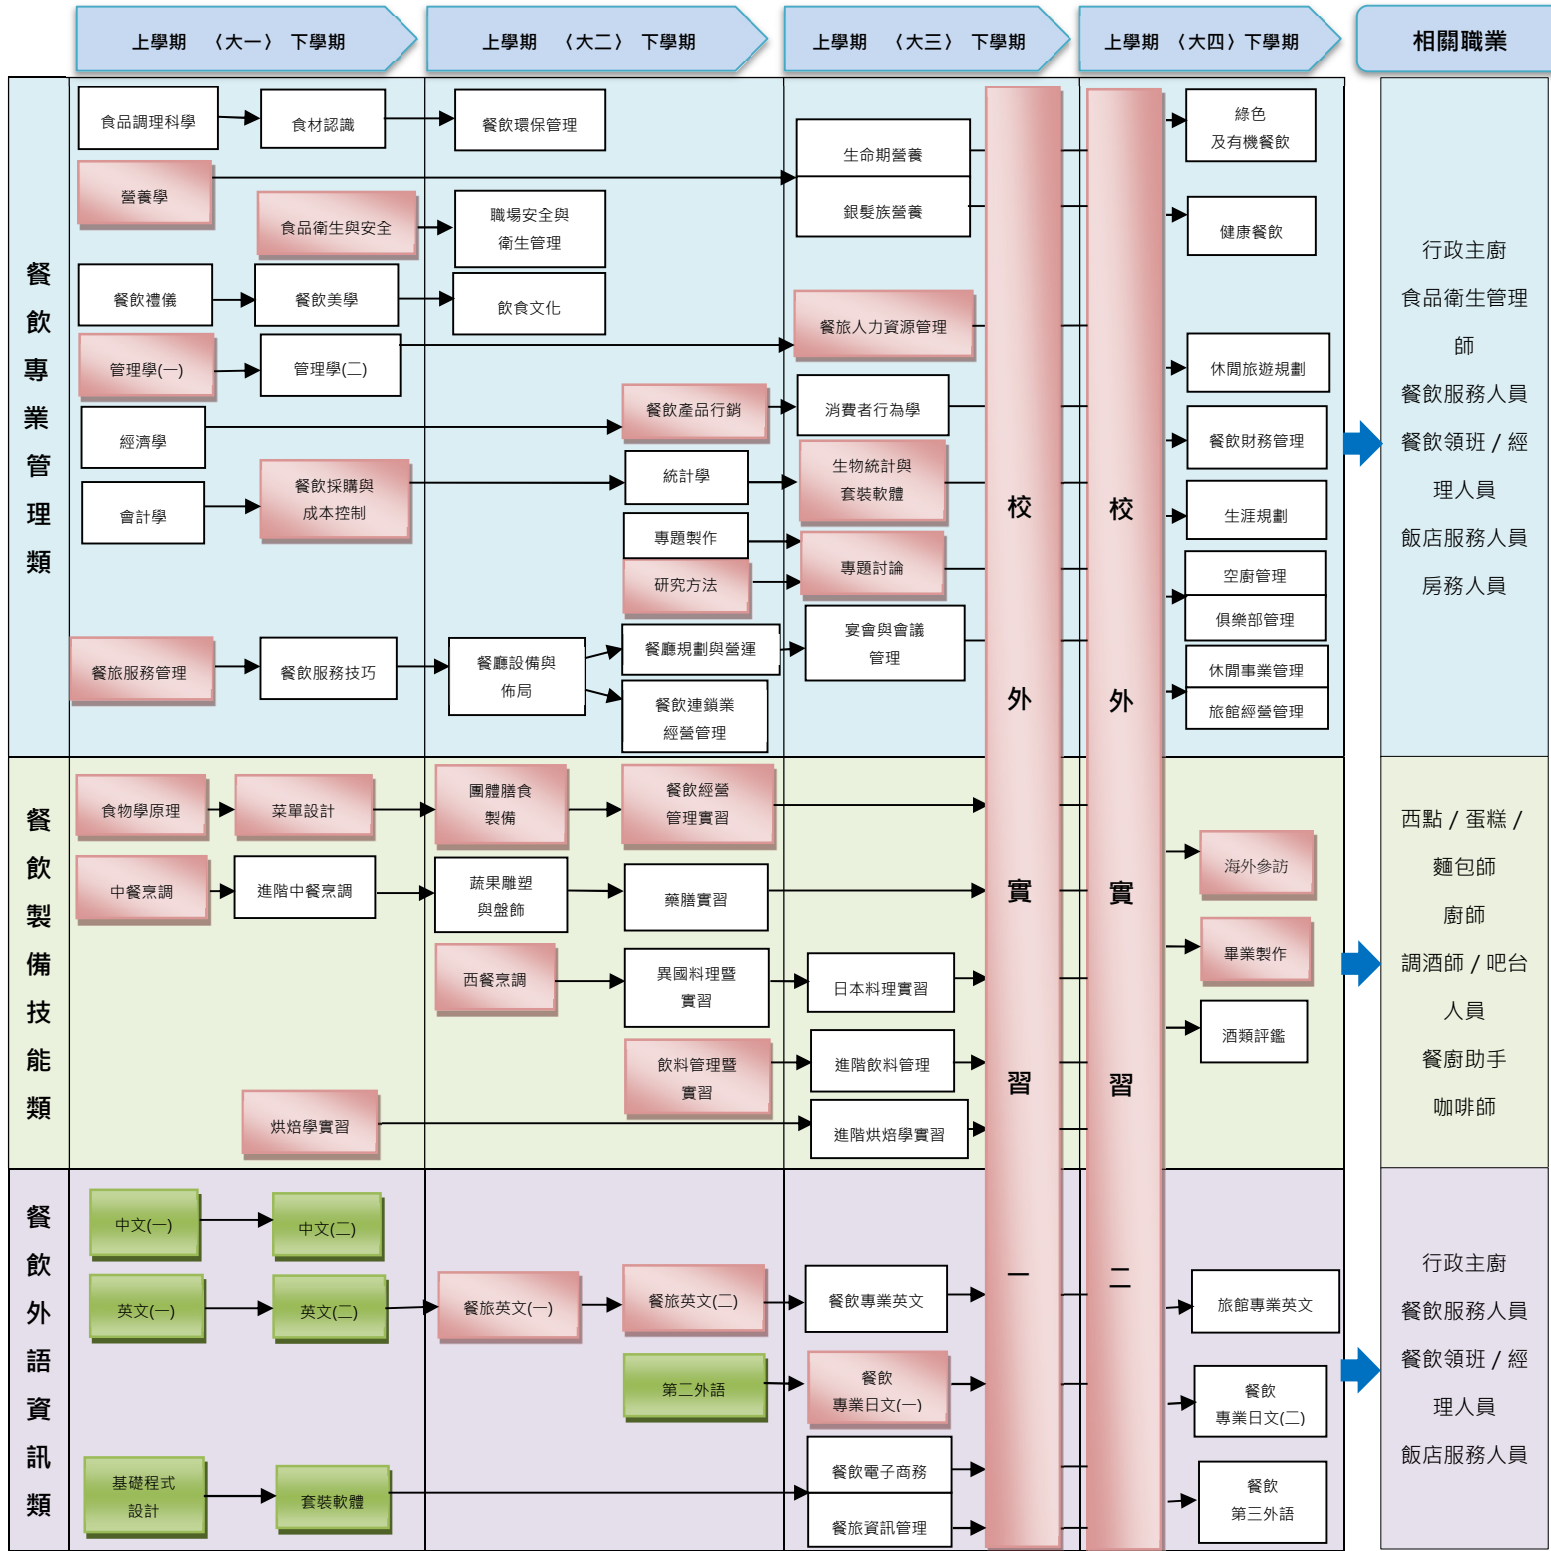 上學期 〈大一〉 下學期
上學期 〈大二〉 下學期
上學期 〈大三〉 下學期
上學期 〈大四〉下學期
相關職業
餐飲專業管理類
食品調理科學
食材認識
餐飲環保管理
營養學
生命期營養
銀髮族營養
食品衛生與安全
職場安全與
衛生管理
餐飲禮儀
餐飲美學
飲食文化
管理學(一)
管理學(二)
餐旅人力資源管理
經濟學
餐飲產品行銷
消費者行為學
會計學
餐飲採購與
成本控制
統計學
生物統計與
套裝軟體
專題製作
研究方法
專題討論
餐旅服務管理
餐飲服務技巧
餐廳設備與
佈局
餐廳規劃與營運
餐飲連鎖業
經營管理
宴會與會議
管理
校外實習一
校外實習二
綠色
及有機餐飲
健康餐飲
休閒旅遊規劃
餐飲財務管理
生涯規劃
空廚管理
俱樂部管理
休閒事業管理
旅館經營管理
行政主廚
食品衛生管理
師
餐飲服務人員
餐飲領班 / 經
理人員
飯店服務人員
房務人員
餐飲製備技能類
食物學原理
菜單設計
團體膳食
製備
餐飲經營
管理實習
中餐烹調
進階中餐烹調
蔬果雕塑
與盤飾
藥膳實習
西餐烹調
異國料理暨
實習
日本料理實習
飲料管理暨
實習
進階飲料管理
烘焙學實習
進階烘焙學實習
海外參訪
畢業製作
酒類評鑑
西點 / 蛋糕 /
麵包師
廚師
調酒師 / 吧台
人員
餐廚助手
咖啡師
餐飲外語資訊類
中文(一)
中文(二)
英文(一)
英文(二)
餐旅英文(一)
餐旅英文(二)
餐飲專業英文
第二外語
餐飲
專業日文(一)
基礎程式
設計
套裝軟體
餐飲電子商務
餐旅資訊管理
旅館專業英文
餐飲
專業日文(二)
餐飲
第三外語
行政主廚
餐飲服務人員
餐飲領班 / 經
理人員
飯店服務人員